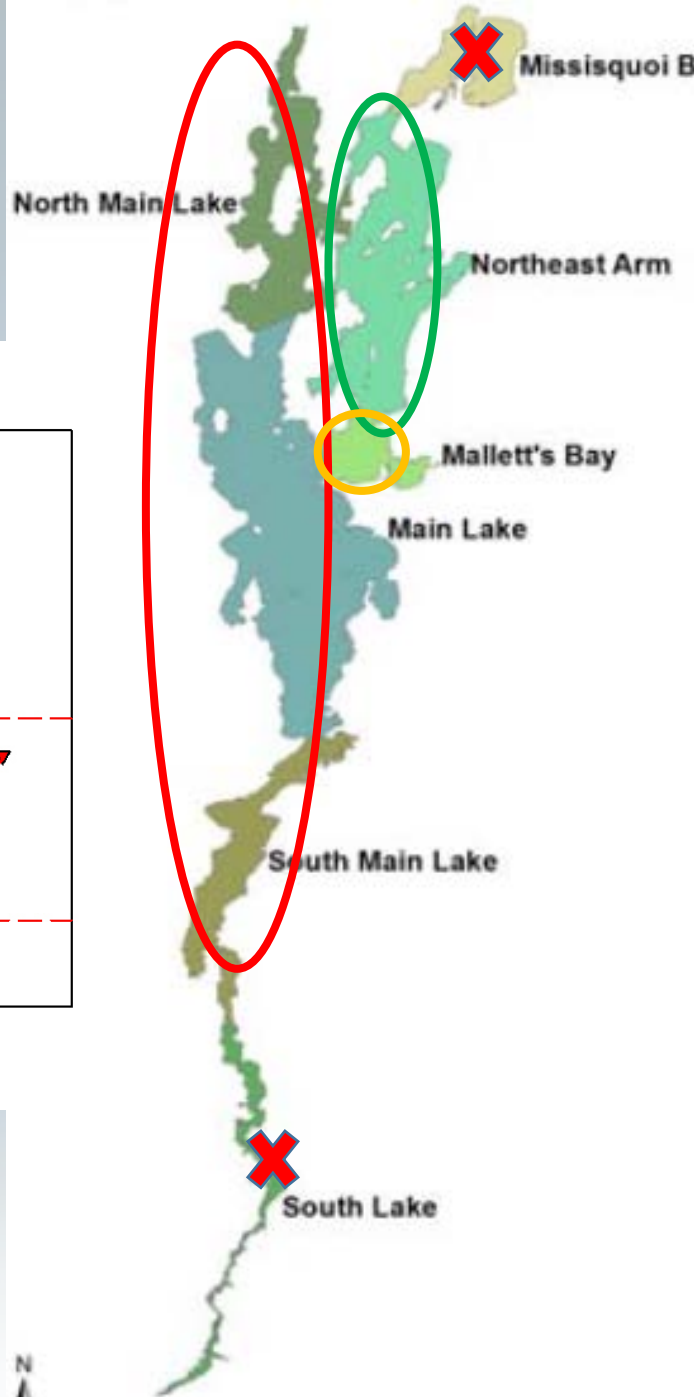 Missisquoi B
North Main Lake
Northeast Arm
Mallett's Bay
Main Lake
South Main Lake
South Lake
N